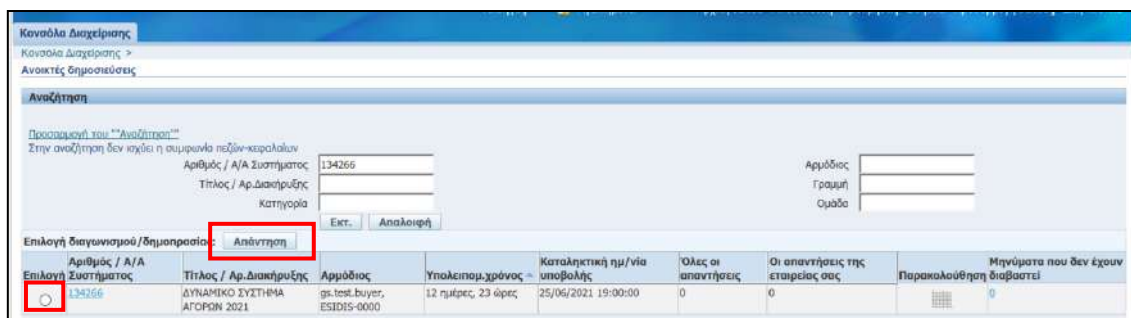 Κονσόλα Διαχείρισης
Κονσόλα Διαχείρισης >
Ανοικτές δημοσιεύσεις
Αναζήτηση
Προσαρμογή του ""Αναζήτηση""
Στην αναζήτηση δεν ισχύει η συμφωνία πεζών-κεφαλαίων
Αριθμός / Α/Α Συστήματος 134266 Αρμόδιος
Τίτλος / Αρ.Διακήρυξης Γραμμή
Κατηγορία Ομάδα
Εκτ. Απαλοιφή
Επιλογή διαγωνισμού/δημοπρασίας: Απάντηση
Επιλογή Αριθμός / Α/Α Συστήματος Τίτλος / Αρ.Διακήρυξης Αρμόδιος Υπολειπομ.χρόνος Καταληκτική ημ/νία υποβολής Όλες οι απαντήσεις Οι απαντήσεις της εταιρείας σας Παρακολούθηση Μηνύματα που δεν έχουν διαβαστεί
134266 ΔΥΝΑΜΙΚΟ ΣΥΣΤΗΜΑ ΑΓΟΡΩΝ 2021 gs.test.buyer, ESIDIS-0000 12 ημέρες, 23 ώρες 25/06/2021 19:00:00 0 0 0